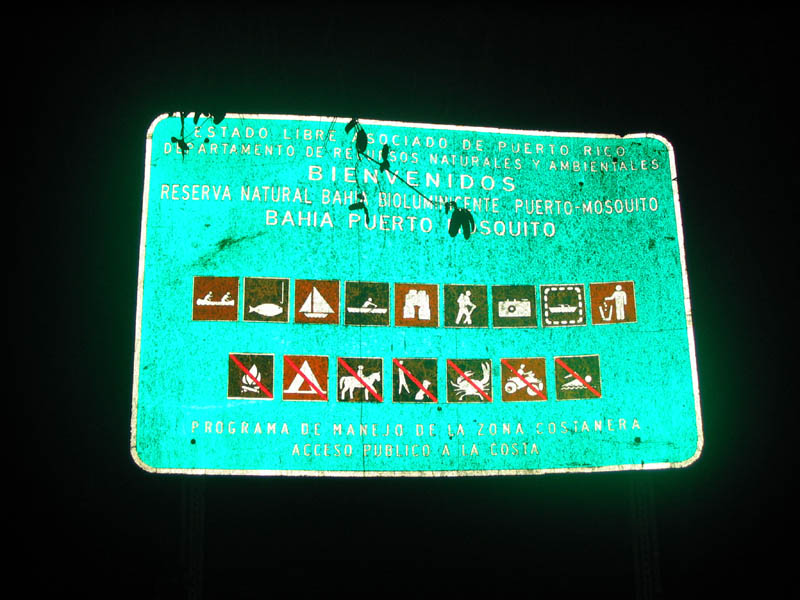 ESTADO LIBRE ASOCIADO DE PUERTO RICO
DEPARTAMENTO DE RECURSOS NATURALES Y AMBIENTALES
BIENVENIDOS
RESERVA NATURAL BAHIA BIOLUMINICENTE PUERTO-MOSQUITO
BAHIA PUERTO MOSQUITO
PROGRAMA DE MANEJO DE LA ZONA COSTANERA
ACCESO PUBLICO A LA COSTA